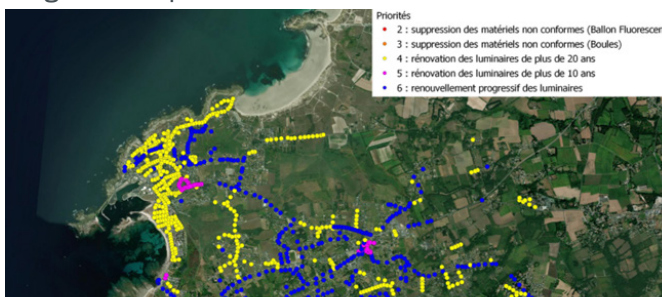 Priorités
2 : suppression des matériels non conformes (Ballon Fluorescen
3 : suppression des matériels non conformes (Boules)
4 : rénovation des luminaires de plus de 20 ans
5 : rénovation des luminaires de plus de 10 ans
6 : renouvellement progressif des luminaires